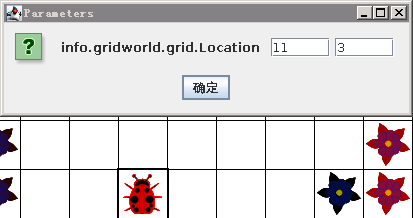 Parameters
? info.gridworld.grid.Location 11 3
确定